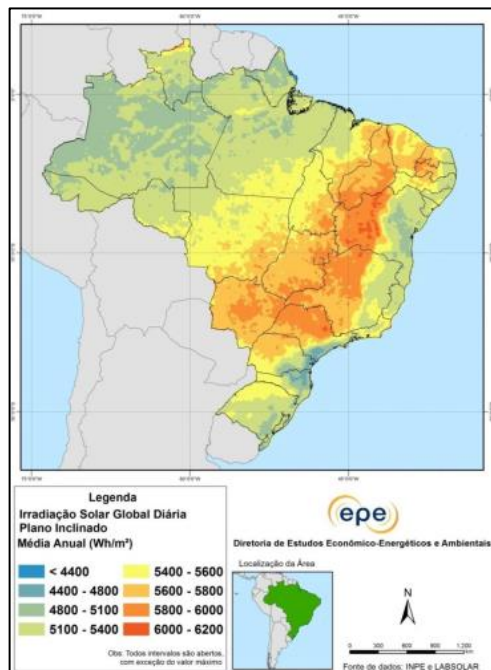 Legenda
Irradiação Solar Global Diária
Plano Inclinado
Média Anual (Wh/m²)
< 4400
4400 - 4800
4800 - 5100
5100 - 5400
5400 - 5600
5600 - 5800
5800 - 6000
6000 - 6200
Obs: Todos intervalos são abertos,
com exceção do valor máximo.
epe
Diretoria de Estudos Econômico-Energéticos e Ambientais
Localização da Área
N
Fonte de dados: INPE e LABSOLAR